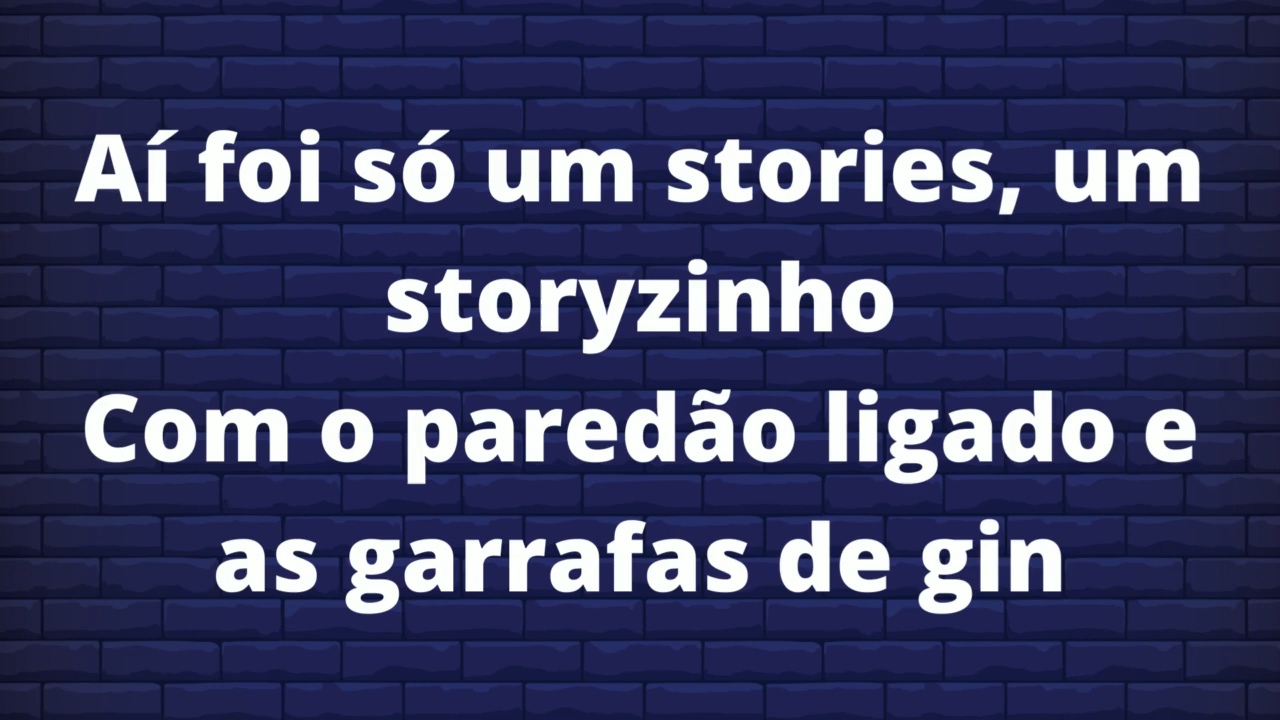 Aí foi só um stories, um
storyzinho
Com o paredão ligado e
as garrafas de gin